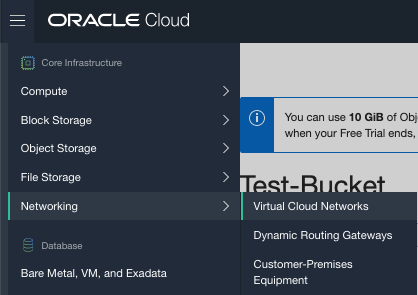 ORACLE Cloud
Core Infrastructure
Compute
Block Storage
Object Storage
File Storage
Networking
Database
Bare Metal, VM, and Exadata
You can use 10 GiB of Obj
when your Free Trial ends,
Test-Bucket
Virtual Cloud Networks
Dynamic Routing Gateways
Customer-Premises
Equipment